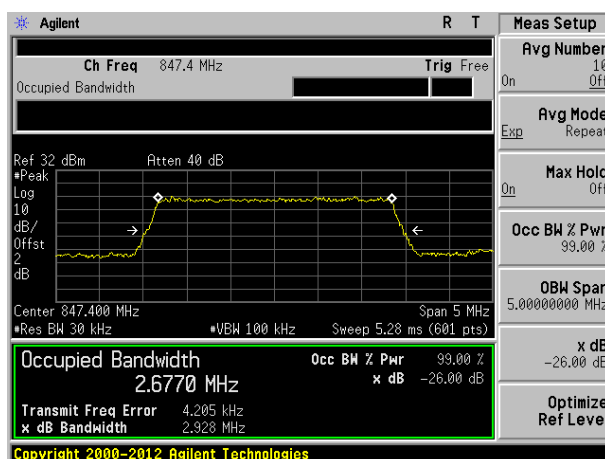 Agilent R T
Ch Freq 847.4 MHz Trig Free
Occupied Bandwidth
Ref 32 dBm Atten 40 dB
#Peak
Log
10
dB/
Offst
2
dB
Center 847.400 MHz Span 5 MHz
#Res BW 30 kHz #VBW 100 kHz Sweep 5.28 ms (601 pts)
Occupied Bandwidth Occ BW % Pwr 99.00 %
2.6770 MHz x dB -26.00 dB
Transmit Freq Error 4.205 kHz
x dB Bandwidth 2.928 MHz
Copyright 2000-2012 Agilent Technologies
Meas Setup
Avg Number
10
On Off
Avg Mode
Exp Repeat
Max Hold
On Off
Occ BW % Pwr
99.00 %
OBW Span
5.00000000 MHz
x dB
-26.00 dB
Optimize
Ref Level